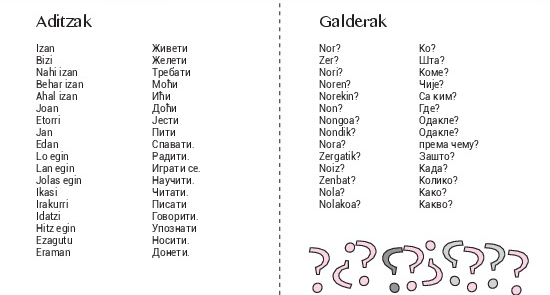 Aditzak
Izan Живети
Bizi Желети
Nahi izan Требати
Behar izan Моћи
Ahal izan Ићи
Joan Доћи
Etorri Јести
Jan Пити
Edan Спавати.
Lo egin Радити.
Lan egin Играти се.
Jolas egin Научити.
Ikasi Читати.
Irakurri Писати
Idatzi Говорити.
Hitz egin Упознати
Ezagutu Носити.
Eraman Донети.
Galderak
Nor? Ко?
Zer? Шта?
Nori? Коме?
Noren? Чије?
Norekin? Са ким?
Non? Где?
Nongoa? Одакле?
Nondik? Одакле?
Nora? према чему?
Zergatik? Зашто?
Noiz? Када?
Zenbat? Колико?
Nola? Како?
Nolakoa? Какво?